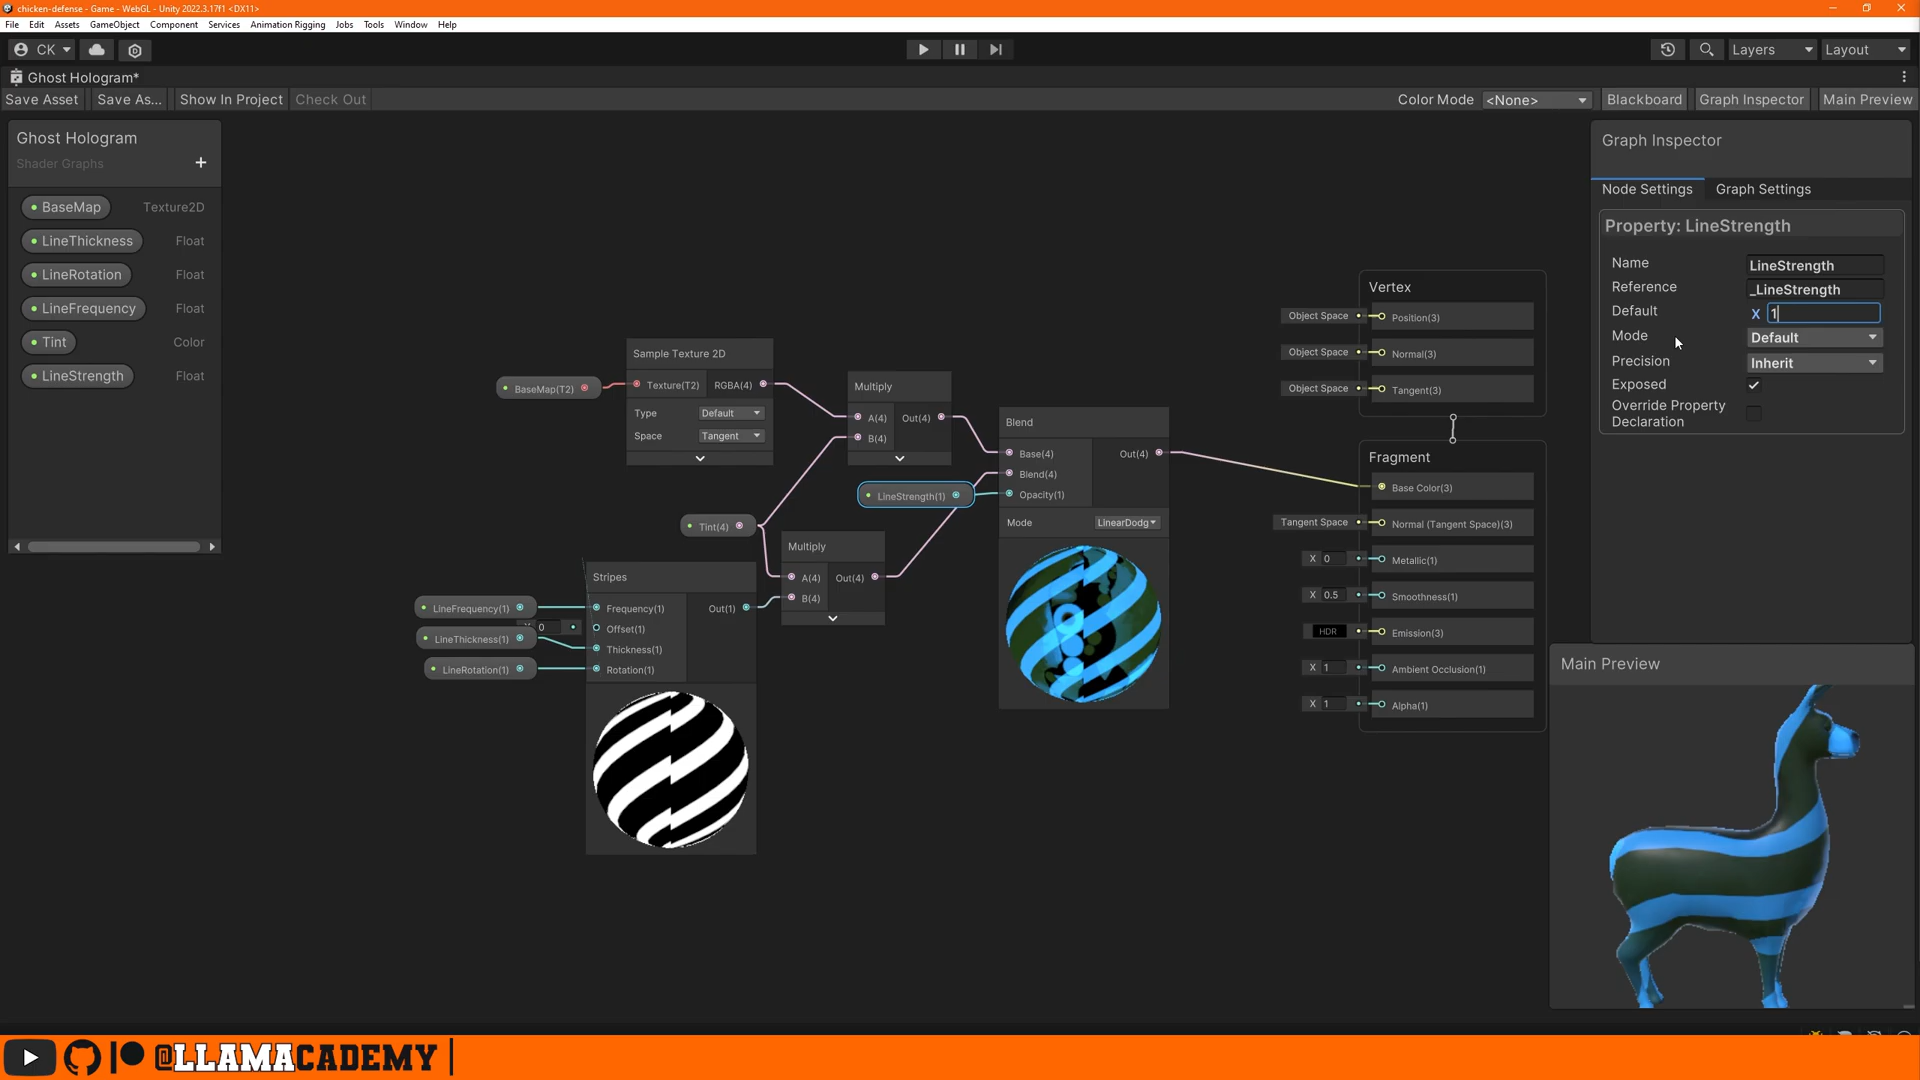 chicken-defense - Game - WebGL - Unity 2022.3.17f1 <DX11>
File Edit Assets GameObject Component Services Animation Rigging Jobs Tools Window Help
CK Layers Layout
Ghost Hologram*
Save Asset Save As... Show In Project Check Out Color Mode <None> Blackboard Graph Inspector Main Preview
Ghost Hologram
Shader Graphs
+
BaseMap Texture2D
LineThickness Float
LineRotation Float
LineFrequency Float
Tint Color
LineStrength Float
BaseMap(T2)
Sample Texture 2D
Texture(T2) RGBA(4)
Type Default
Space Tangent
Multiply
A(4) Out(4)
B(4)
Tint(4)
LineStrength(1)
Multiply
A(4) Out(4)
B(4)
LineFrequency(1)
X 0
LineThickness(1)
LineRotation(1)
Stripes
Frequency(1) Out(1)
Offset(1)
Thickness(1)
Rotation(1)
Blend
Base(4) Out(4)
Blend(4)
Opacity(1)
Mode LinearDodg
Vertex
Object Space Position(3)
Object Space Normal(3)
Object Space Tangent(3)
Fragment
Base Color(3)
Tangent Space Normal (Tangent Space)(3)
X 0 Metallic(1)
X 0.5 Smoothness(1)
HDR Emission(3)
X 1 Ambient Occlusion(1)
X 1 Alpha(1)
Graph Inspector
Node Settings Graph Settings
Property: LineStrength
Name LineStrength
Reference _LineStrength
Default X 1
Mode Default
Precision Inherit
Exposed
Override Property
Declaration
Main Preview
@LLAMACADEMY